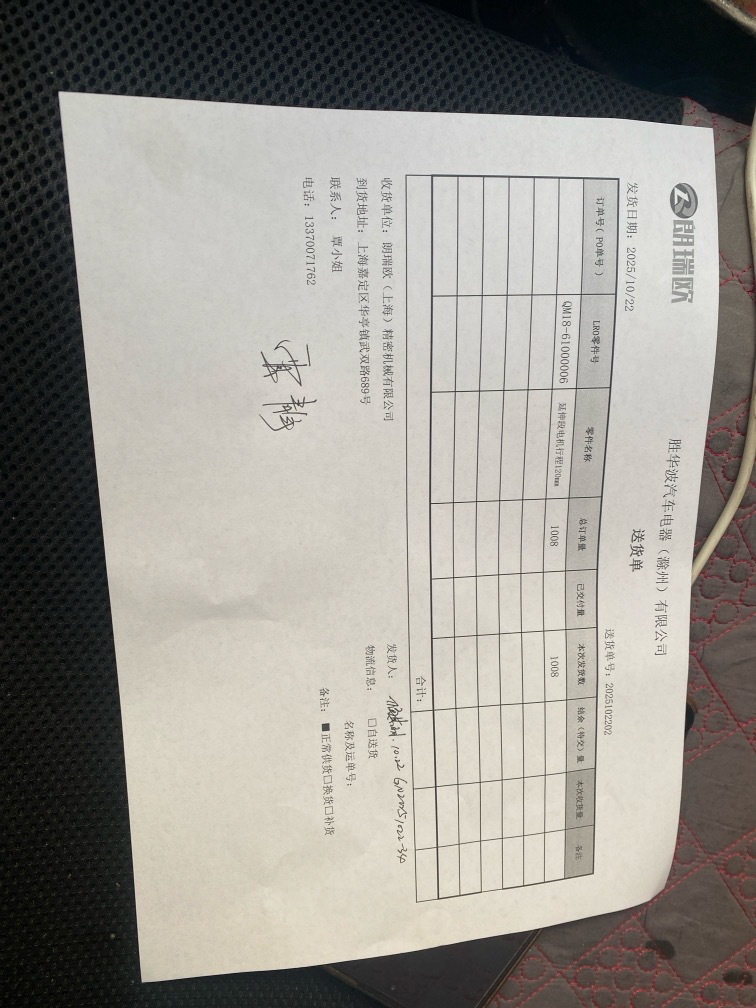 朗瑞欧
胜华波汽车电器（滁州）有限公司
送货单
发货日期：2025/10/22 送货单号：2025102202
订单号（PO单号） LRO零件号 零件名称 总订单量 已交付量 本次发货数 结余（待交）量 本次收货量 备注
QM18-61000006 延伸段电机行程120mm 1008 1008
合计：
收货单位：朗瑞欧（上海）精密机械有限公司 发货人： 10.22 GN20251022-34
到货地址：上海嘉定区华亭镇武双路689号 物流信息：□自送货
联系人：覃小姐 名称及运单号：
电话：13370071762 备注：■正常供货□换货□补货